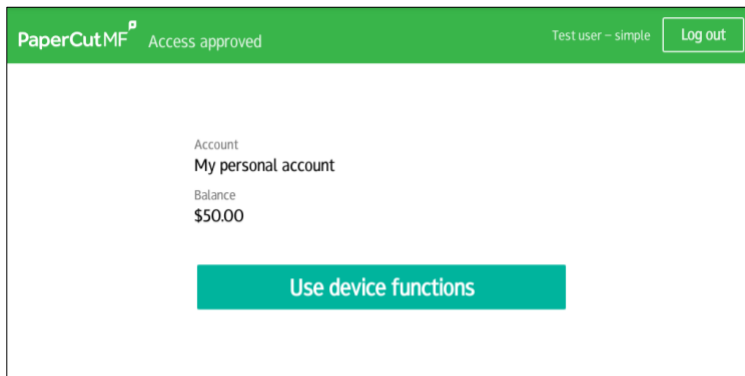 PaperCutMF Access approved Test user – simple Log out
Account
My personal account
Balance
$50.00
Use device functions